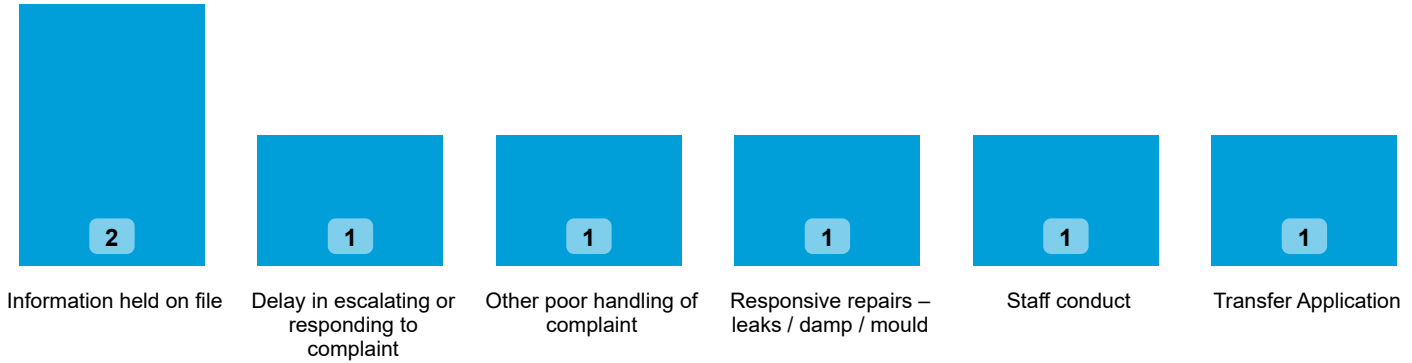 2
1
1
1
1
1
Information held on file
Delay in escalating or
responding to
complaint
Other poor handling of
complaint
Responsive repairs –
leaks / damp / mould
Staff conduct
Transfer Application